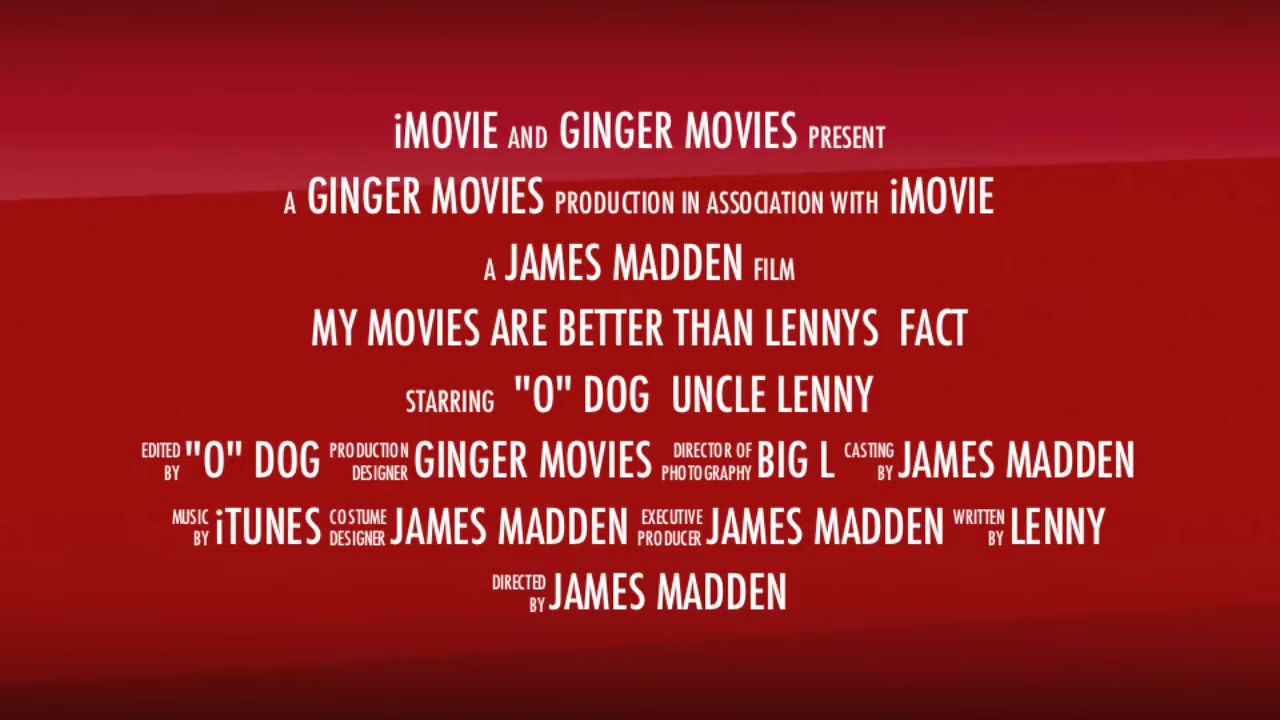 iMOVIE AND GINGER MOVIES PRESENT
A GINGER MOVIES PRODUCTION IN ASSOCIATION WITH iMOVIE
A JAMES MADDEN FILM
MY MOVIES ARE BETTER THAN LENNYS  FACT
STARRING  "O" DOG  UNCLE LENNY
EDITED BY "O" DOG PRODUCTION DESIGNER GINGER MOVIES DIRECTOR OF PHOTOGRAPHY BIG L CASTING BY JAMES MADDEN
MUSIC BY iTUNES COSTUME DESIGNER JAMES MADDEN EXECUTIVE PRODUCER JAMES MADDEN WRITTEN BY LENNY
DIRECTED BY JAMES MADDEN